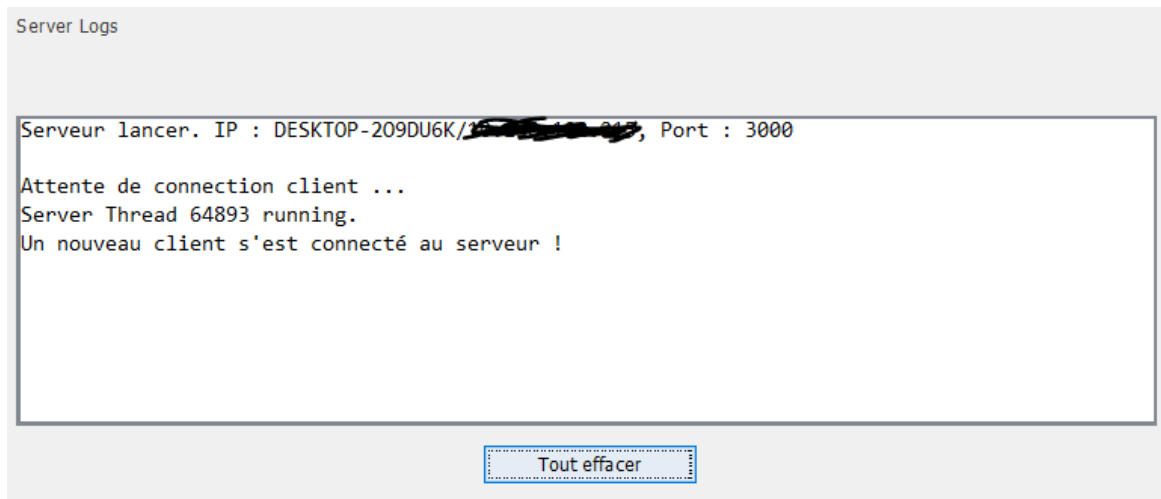 Server Logs
Serveur lancer. IP : DESKTOP-2O9DU6K/, Port : 3000
Attente de connection client ...
Server Thread 64893 running.
Un nouveau client s'est connecté au serveur !
Tout effacer